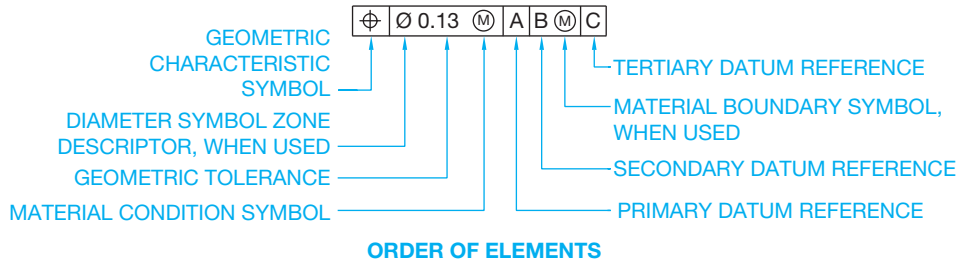 ⌖ Ø 0.13 Ⓜ A B Ⓜ C
GEOMETRIC
CHARACTERISTIC
SYMBOL
DIAMETER SYMBOL ZONE
DESCRIPTOR, WHEN USED
GEOMETRIC TOLERANCE
MATERIAL CONDITION SYMBOL
TERTIARY DATUM REFERENCE
MATERIAL BOUNDARY SYMBOL,
WHEN USED
SECONDARY DATUM REFERENCE
PRIMARY DATUM REFERENCE
ORDER OF ELEMENTS